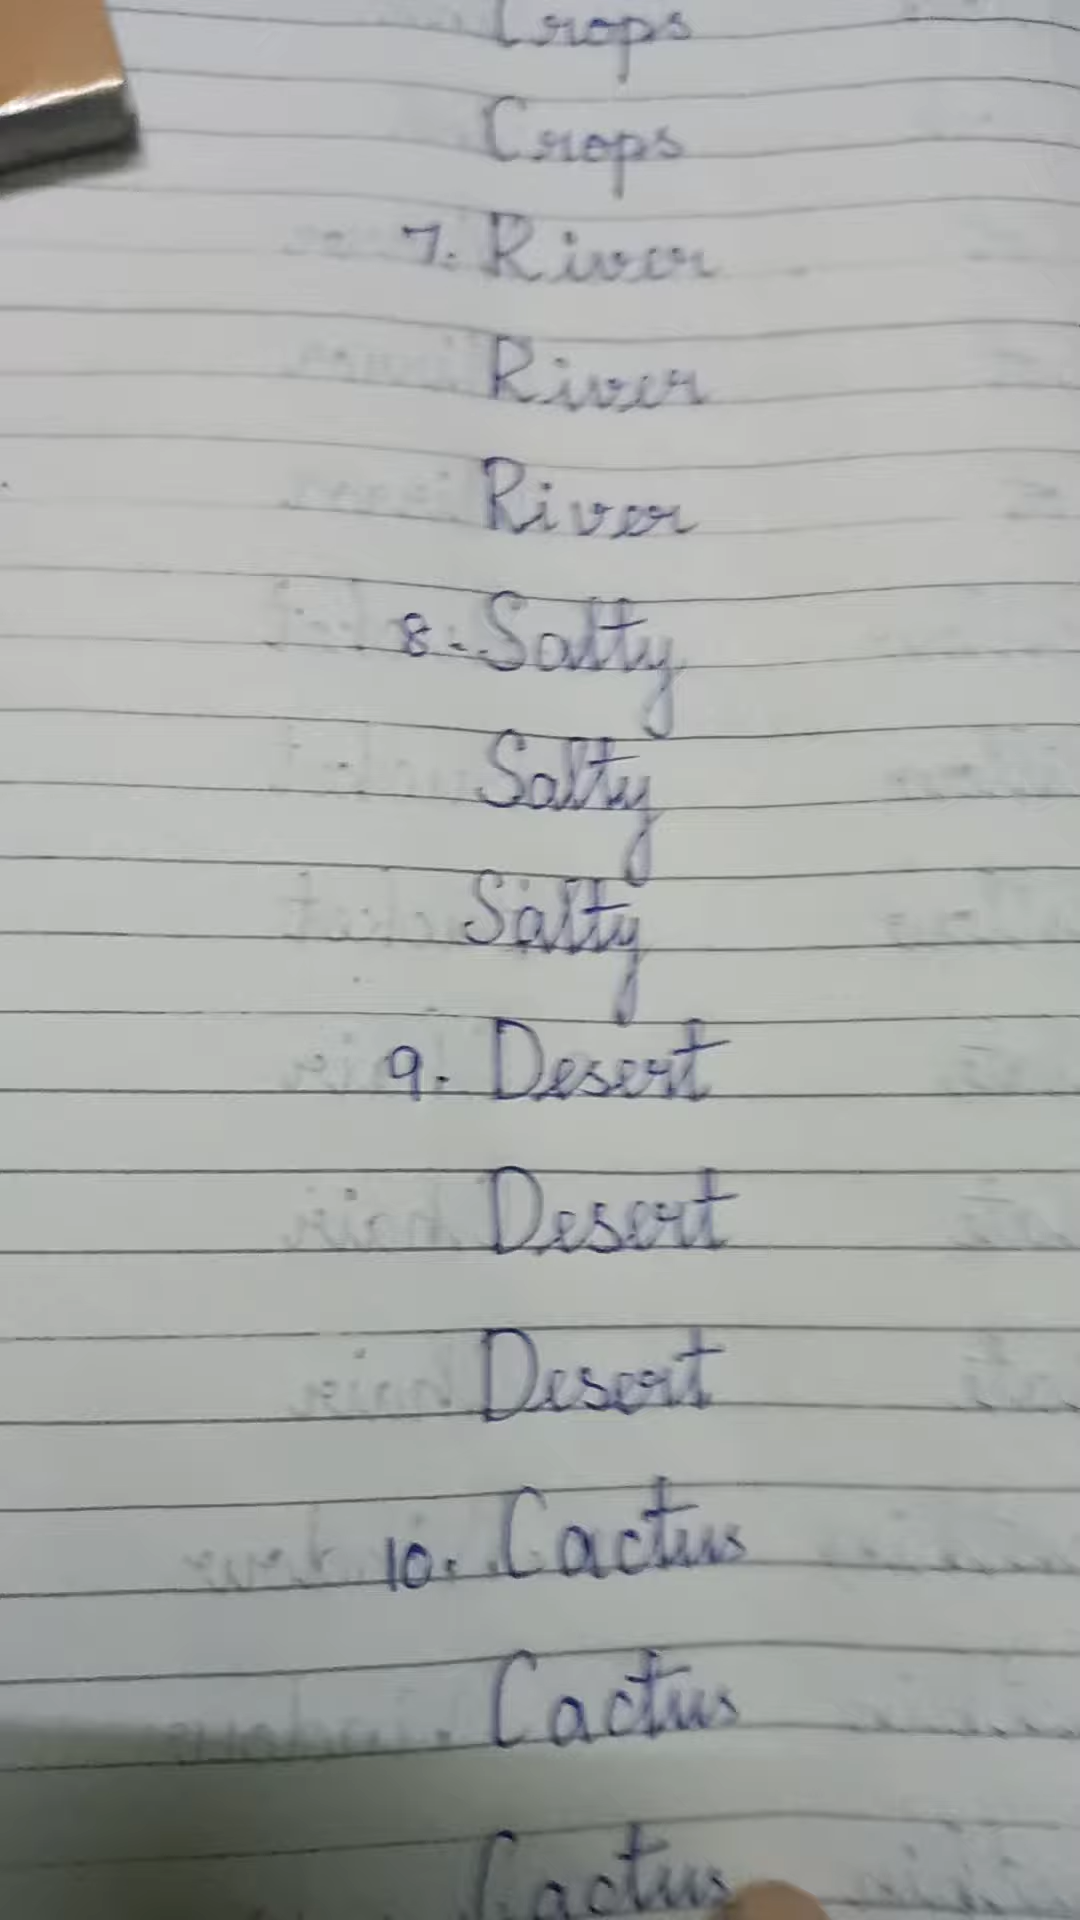 Crops
Crops
7. River
River
River
8. Salty
Salty
Salty
9. Desert
Desert
Desert
10. Cactus
Cactus
Cactus